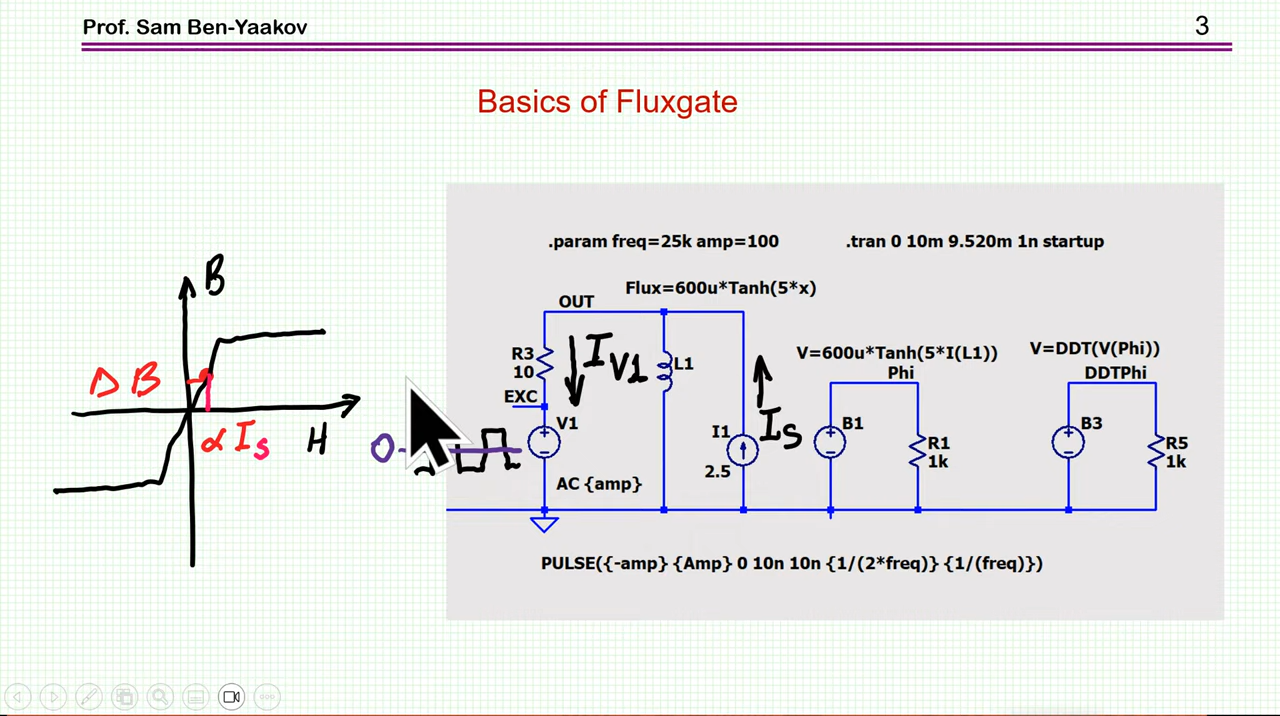 Prof. Sam Ben-Yaakov
3
Basics of Fluxgate
.param freq=25k amp=100
.tran 0 10m 9.520m 1n startup
Flux=600u*Tanh(5*x)
OUT
B
R3
10
I V1
L1
V=600u*Tanh(5*I(L1))
Phi
V=DDT(V(Phi))
DDTPhi
Δ B
EXC
V1
I1
2.5
Is
B1
R1
1k
B3
R5
1k
α Is
H
0
AC {amp}
PULSE({-amp} {Amp} 0 10n 10n {1/(2*freq)} {1/(freq)})